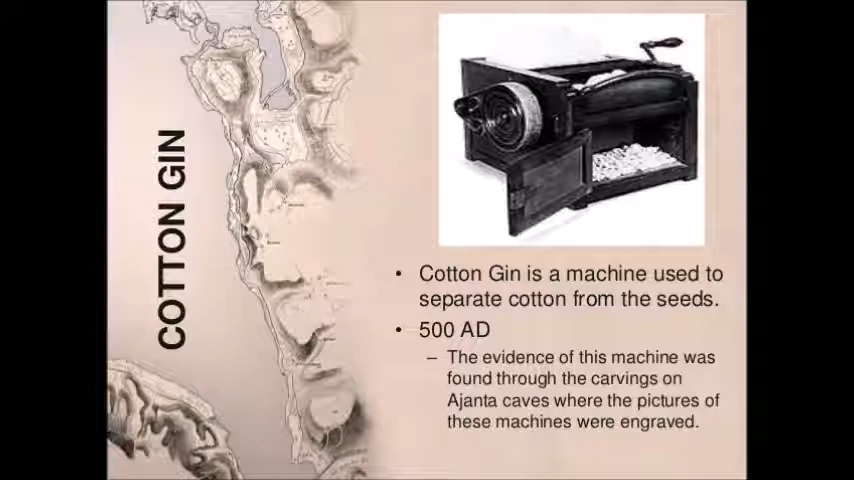 COTTON GIN
• Cotton Gin is a machine used to
separate cotton from the seeds.
• 500 AD
– The evidence of this machine was
found through the carvings on
Ajanta caves where the pictures of
these machines were engraved.